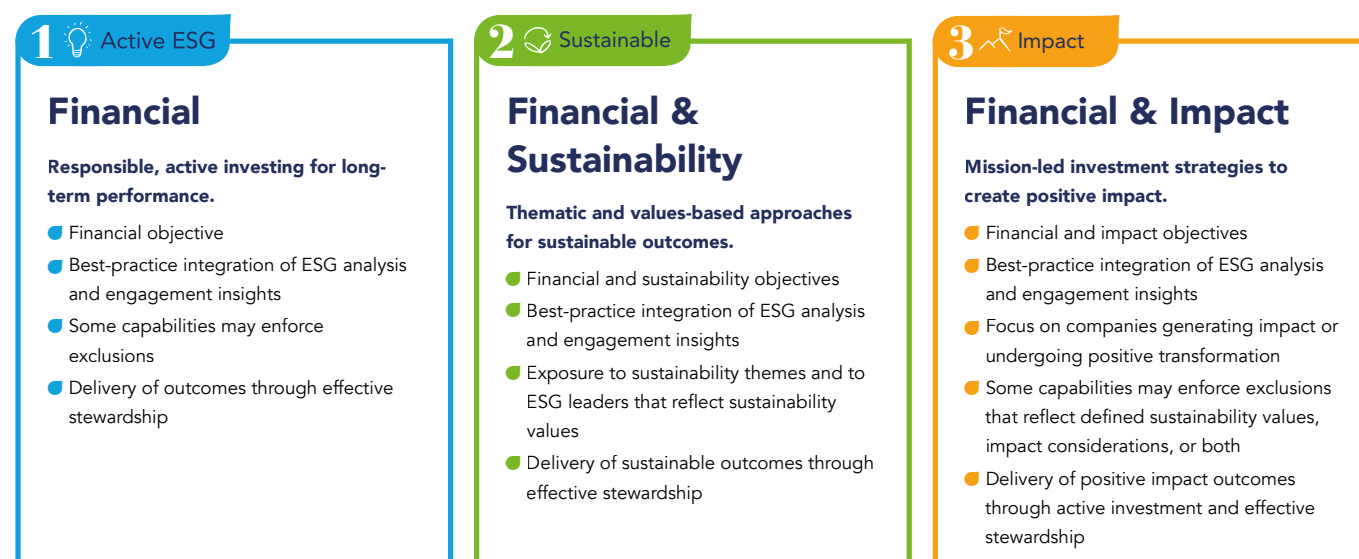 1 Active ESG
Financial
Responsible, active investing for long-
term performance.
Financial objective
Best-practice integration of ESG analysis
and engagement insights
Some capabilities may enforce
exclusions
Delivery of outcomes through effective
stewardship
2 Sustainable
Financial &
Sustainability
Thematic and values-based approaches
for sustainable outcomes.
Financial and sustainability objectives
Best-practice integration of ESG analysis
and engagement insights
Exposure to sustainability themes and to
ESG leaders that reflect sustainability
values
Delivery of sustainable outcomes through
effective stewardship
3 Impact
Financial & Impact
Mission-led investment strategies to
create positive impact.
Financial and impact objectives
Best-practice integration of ESG analysis
and engagement insights
Focus on companies generating impact or
undergoing positive transformation
Some capabilities may enforce exclusions
that reflect defined sustainability values,
impact considerations, or both
Delivery of positive impact outcomes
through active investment and effective
stewardship